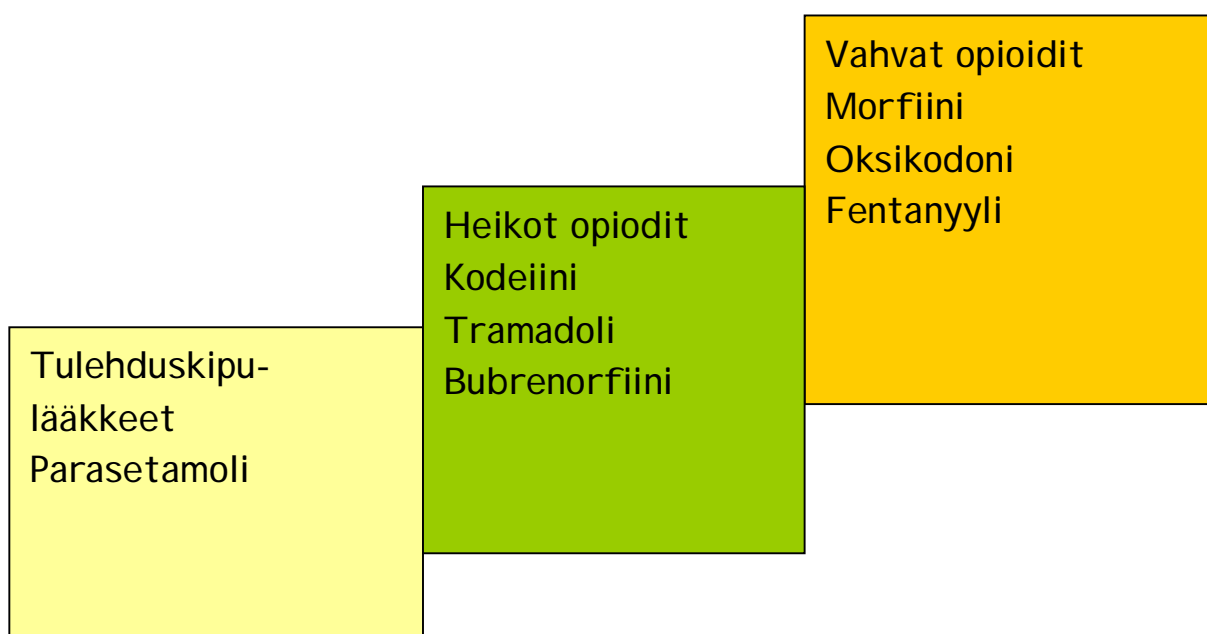 Tulehduskipu-
lääkkeet
Parasetamoli
Heikot opiodit
Kodeiini
Tramadoli
Bubrenorfiini
Vahvat opioidit
Morfiini
Oksikodoni
Fentanyyli